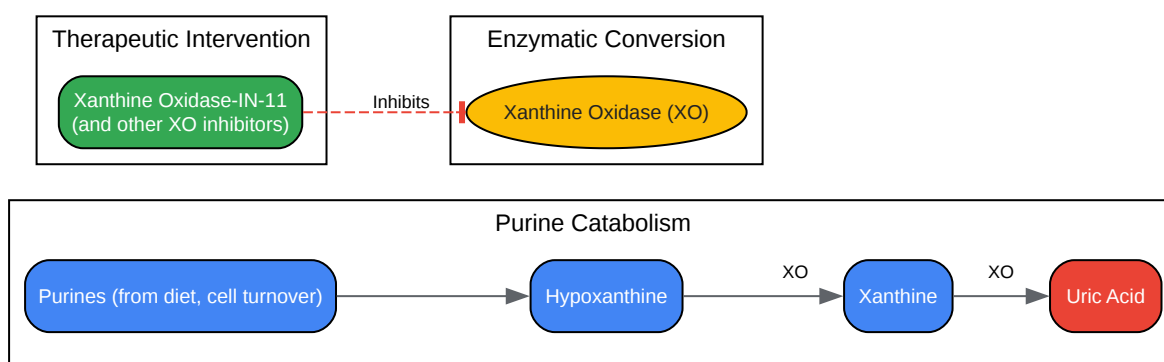 Therapeutic Intervention
Enzymatic Conversion
Xanthine Oxidase-IN-11
(and other XO inhibitors)
Inhibits
Xanthine Oxidase (XO)
Purine Catabolism
Purines (from diet, cell turnover)
Hypoxanthine
XO
Xanthine
XO
Uric Acid